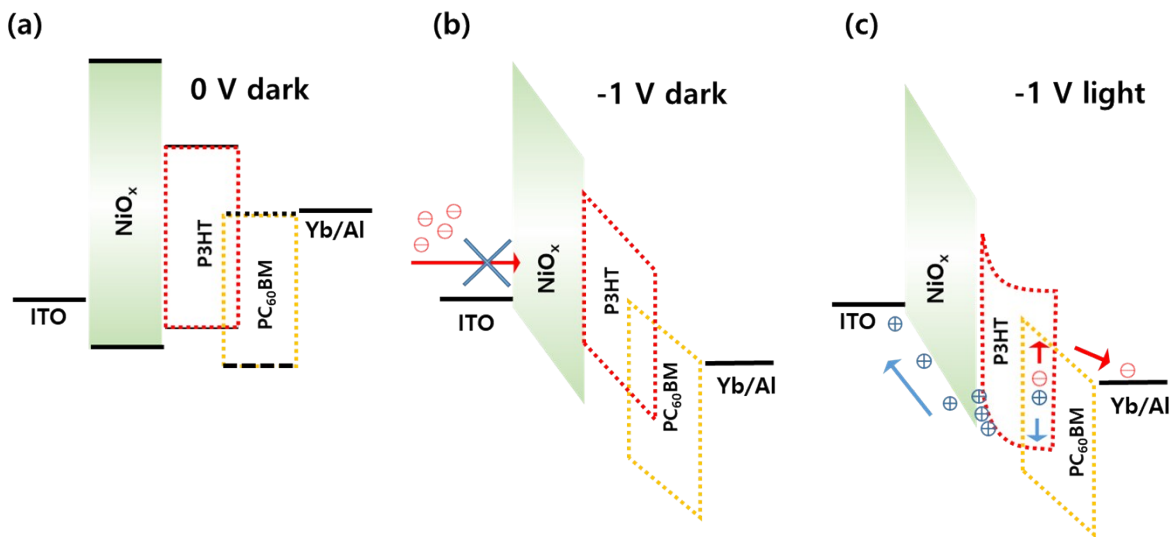 (a)
0 V dark
NiOx
P3HT
PC60BM
Yb/Al
ITO
(b)
-1 V dark
NiOx
P3HT
PC60BM
Yb/Al
ITO
(c)
-1 V light
NiOx
P3HT
PC60BM
Yb/Al
ITO